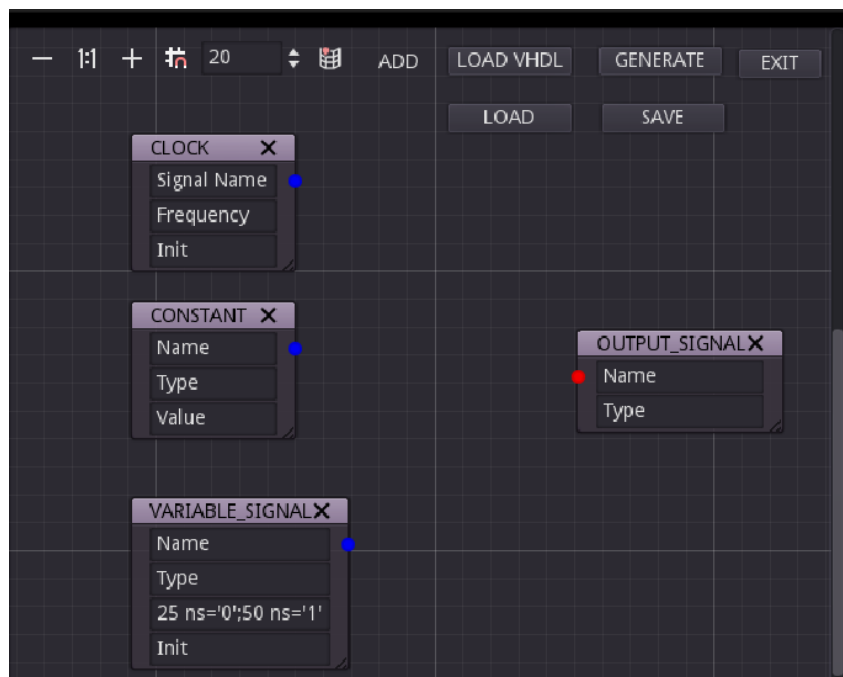 1:1 20 ADD LOAD VHDL GENERATE EXIT
LOAD SAVE
CLOCK
Signal Name
Frequency
Init
CONSTANT
Name
Type
Value
OUTPUT_SIGNAL
Name
Type
VARIABLE_SIGNAL
Name
Type
25 ns='0';50 ns='1'
Init